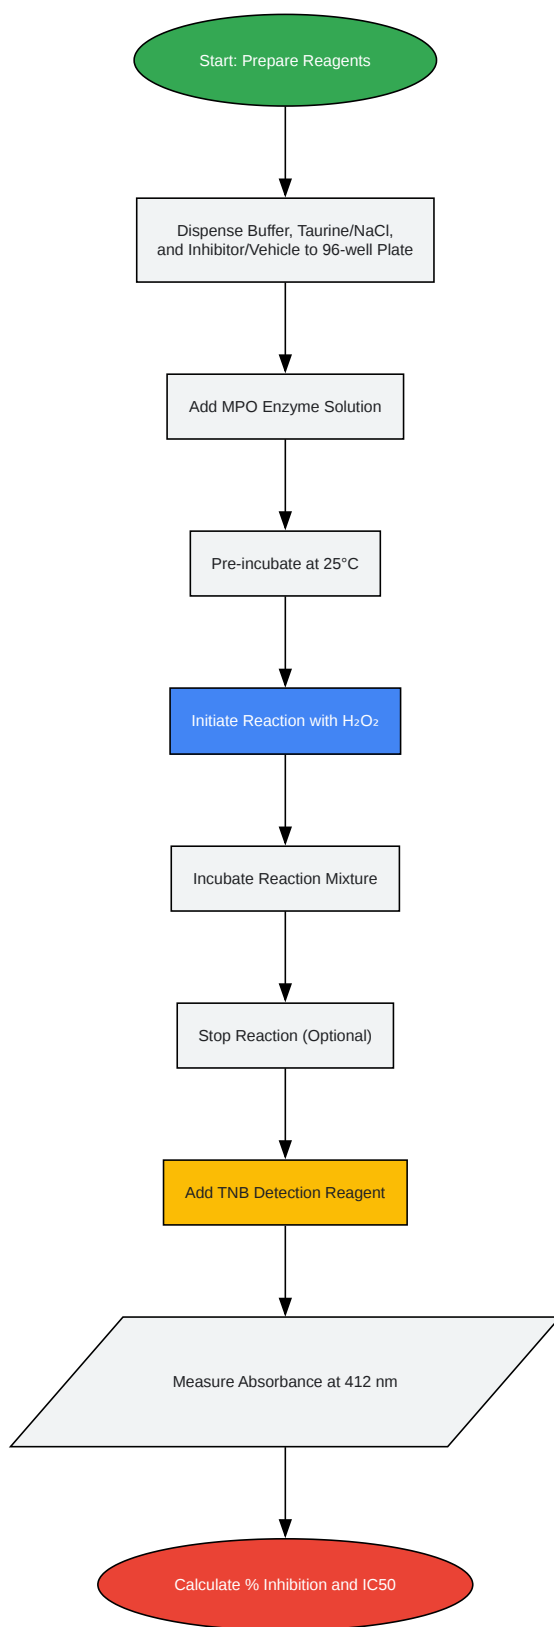 Start: Prepare Reagents
Dispense Buffer, Taurine/NaCl,
and Inhibitor/Vehicle to 96-well Plate
Add MPO Enzyme Solution
Pre-incubate at 25°C
Initiate Reaction with H₂O₂
Incubate Reaction Mixture
Stop Reaction (Optional)
Add TNB Detection Reagent
Measure Absorbance at 412 nm
Calculate % Inhibition and IC50